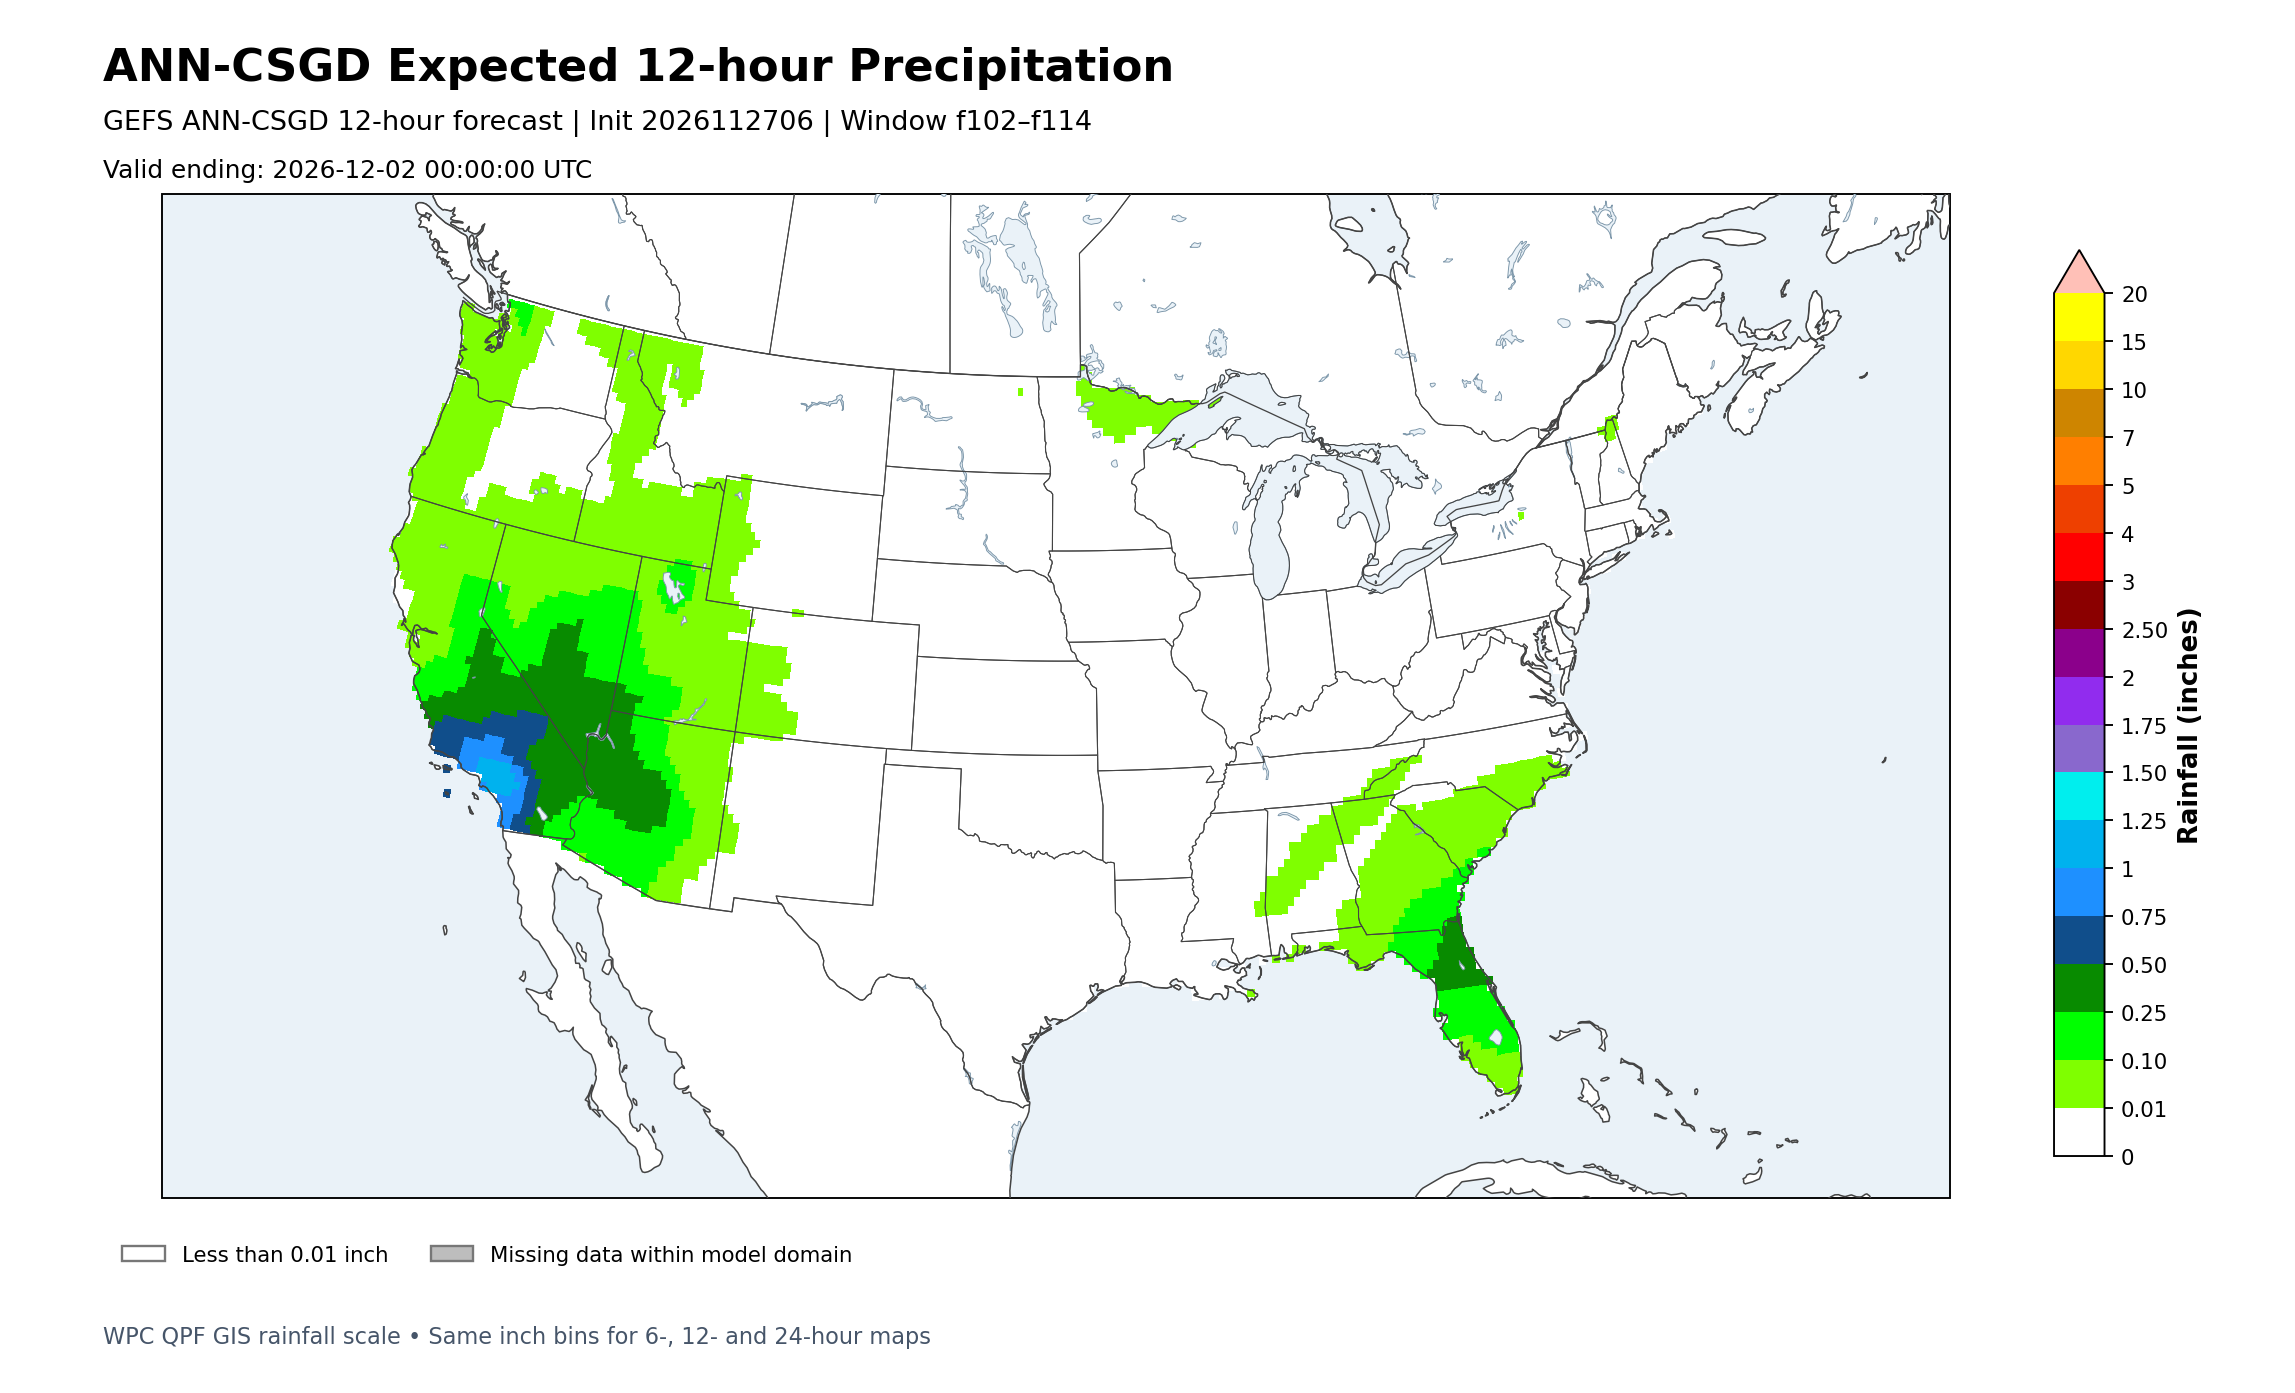 ANN-CSGD Expected 12-hour Precipitation
GEFS ANN-CSGD 12-hour forecast | Init 2026112706 | Window f102–f114
Valid ending: 2026-12-02 00:00:00 UTC
20
15
10
7
5
4
3
2.50
2
1.75
1.50
1.25
1
0.75
0.50
0.25
0.10
0.01
0
Rainfall (inches)
Less than 0.01 inch
Missing data within model domain
WPC QPF GIS rainfall scale • Same inch bins for 6-, 12- and 24-hour maps